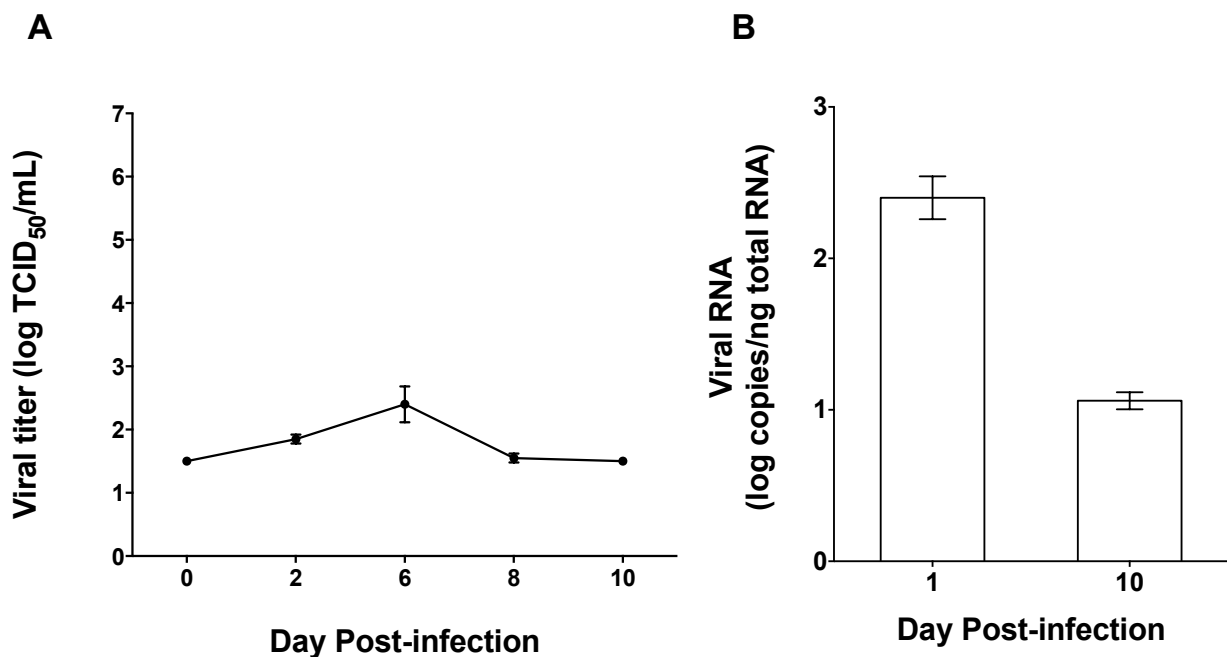 A
Viral titer (log TCID50/mL)
7
6
5
4
3
2
1
0
0 2 6 8 10
Day Post-infection
B
Viral RNA
(log copies/ng total RNA)
3
2
1
0
1 10
Day Post-infection